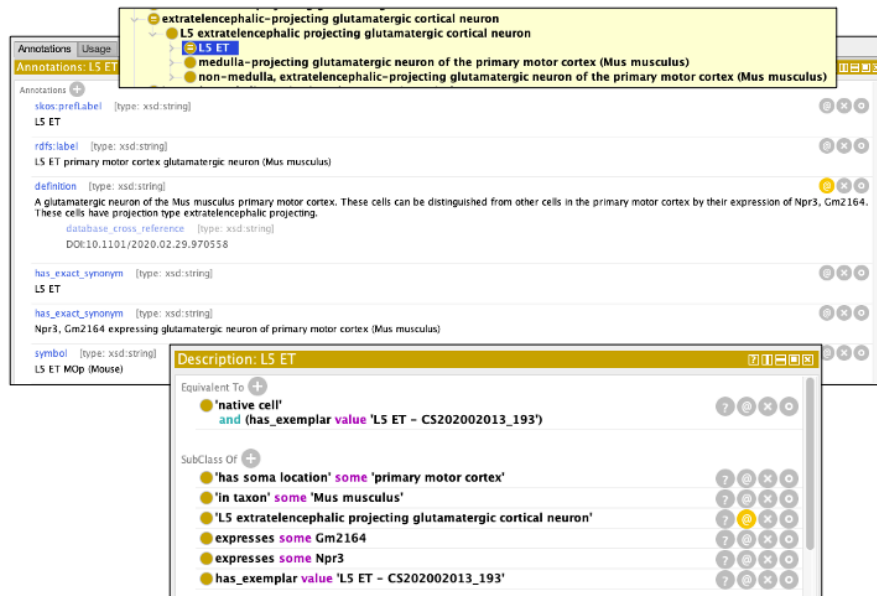 extratelencephalic-projecting glutamatergic cortical neuron
L5 extratelencephalic projecting glutamatergic cortical neuron
L5 ET
medulla-projecting glutamatergic neuron of the primary motor cortex (Mus musculus)
non-medulla, extratelencephalic-projecting glutamatergic neuron of the primary motor cortex (Mus musculus)
Annotations Usage
Annotations: L5 ET
Annotations
skos:prefLabel [type: xsd:string]
L5 ET
rdfs:label [type: xsd:string]
L5 ET primary motor cortex glutamatergic neuron (Mus musculus)
definition [type: xsd:string]
A glutamatergic neuron of the Mus musculus primary motor cortex. These cells can be distinguished from other cells in the primary motor cortex by their expression of Npr3, Gm2164.
These cells have projection type extratelencephalic projecting.
database_cross_reference [type: xsd:string]
DOI:10.1101/2020.02.29.970558
has_exact_synonym [type: xsd:string]
L5 ET
has_exact_synonym [type: xsd:string]
Npr3, Gm2164 expressing glutamatergic neuron of primary motor cortex (Mus musculus)
symbol [type: xsd:string]
L5 ET MOp (Mouse)
Description: L5 ET
Equivalent To
'native cell'
and (has_exemplar value 'L5 ET - CS202002013_193')
SubClass Of
'has soma location' some 'primary motor cortex'
'in taxon' some 'Mus musculus'
'L5 extratelencephalic projecting glutamatergic cortical neuron'
expresses some Gm2164
expresses some Npr3
has_exemplar value 'L5 ET - CS202002013_193'